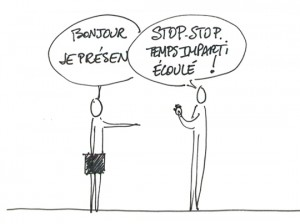 BONJOUR
JE PRÉSEN
STOP. STOP.
TEMPS IMPARTI
ÉCOULÉ !